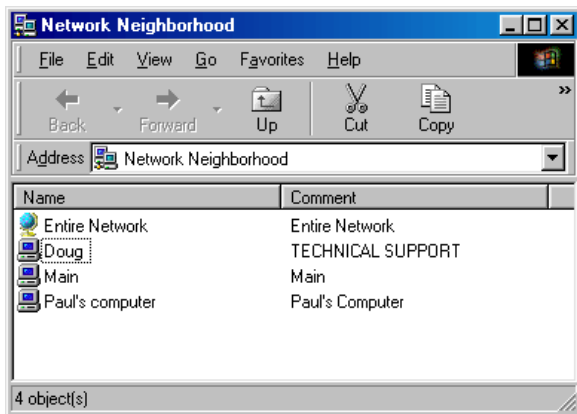 Network Neighborhood
File Edit View Go Favorites Help
Back Forward Up Cut Copy »
Address Network Neighborhood
Name Comment
Entire Network Entire Network
Doug TECHNICAL SUPPORT
Main Main
Paul's computer Paul's Computer
4 object(s)